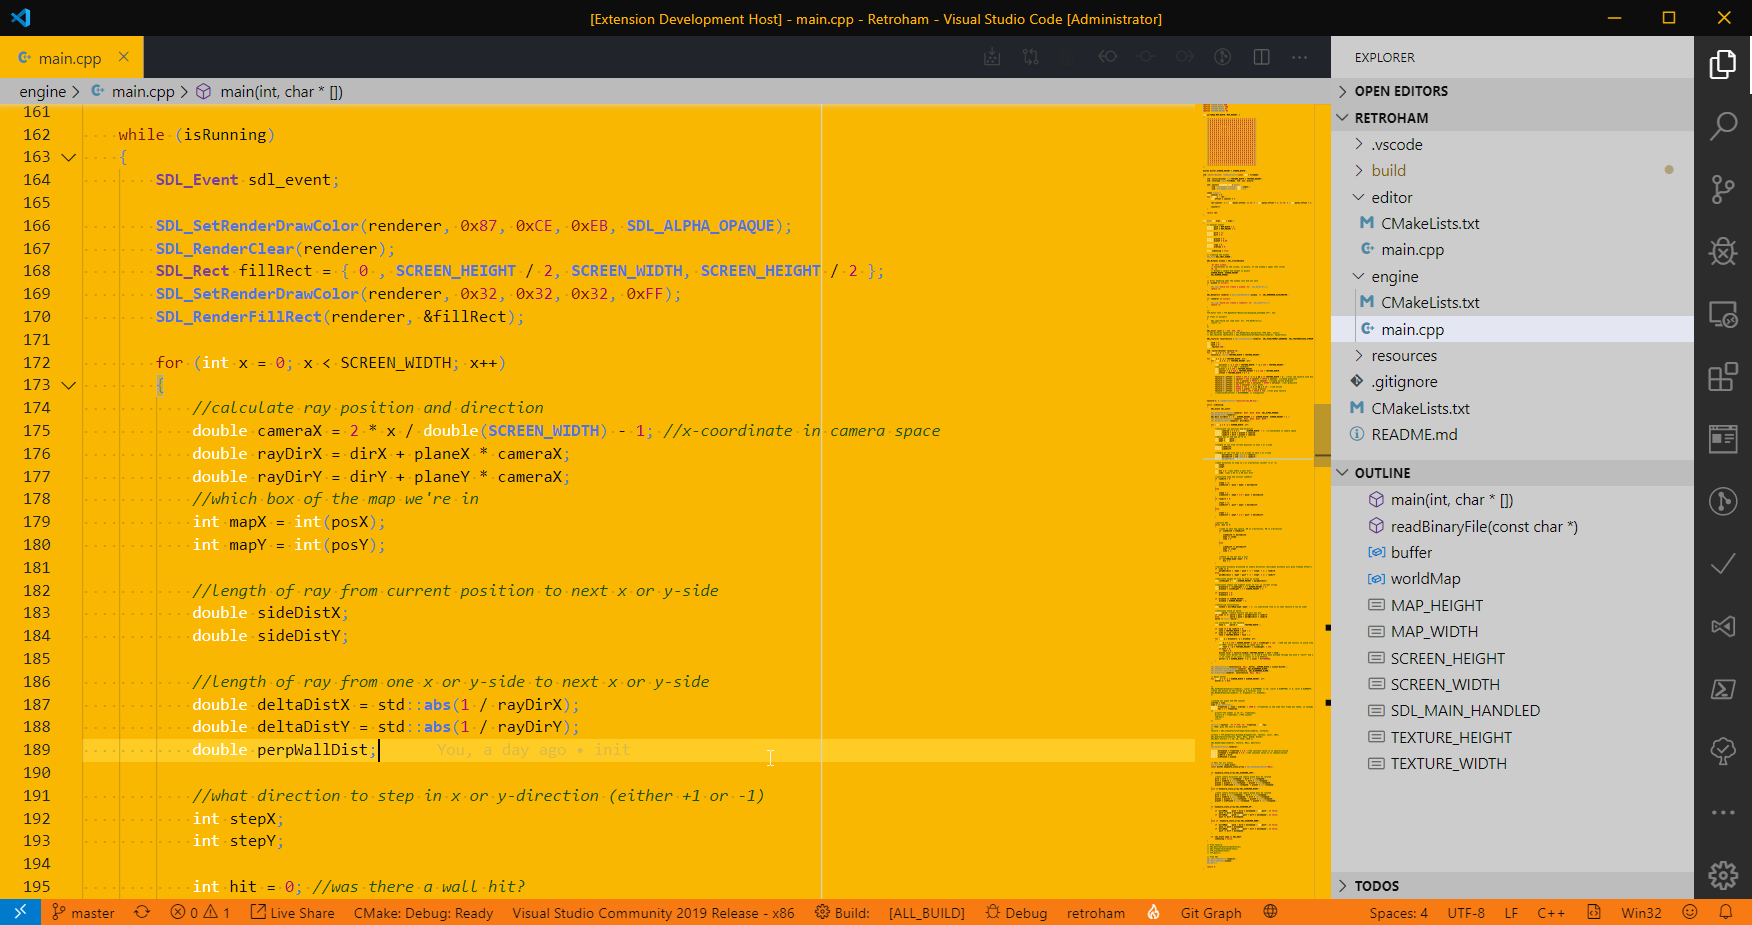 [Extension Development Host] - main.cpp - Retroham - Visual Studio Code [Administrator]
main.cpp
engine > main.cpp > main(int, char * [])
161
162 while (isRunning)
163 {
164 SDL_Event sdl_event;
165
166 SDL_SetRenderDrawColor(renderer, 0x87, 0xCE, 0xEB, SDL_ALPHA_OPAQUE);
167 SDL_RenderClear(renderer);
168 SDL_Rect fillRect = { 0 , SCREEN_HEIGHT / 2, SCREEN_WIDTH, SCREEN_HEIGHT / 2 };
169 SDL_SetRenderDrawColor(renderer, 0x32, 0x32, 0x32, 0xFF);
170 SDL_RenderFillRect(renderer, &fillRect);
171
172 for (int x = 0; x < SCREEN_WIDTH; x++)
173 {
174 //calculate ray position and direction
175 double cameraX = 2 * x / double(SCREEN_WIDTH) - 1; //x-coordinate in camera space
176 double rayDirX = dirX + planeX * cameraX;
177 double rayDirY = dirY + planeY * cameraX;
178 //which box of the map we're in
179 int mapX = int(posX);
180 int mapY = int(posY);
181
182 //length of ray from current position to next x or y-side
183 double sideDistX;
184 double sideDistY;
185
186 //length of ray from one x or y-side to next x or y-side
187 double deltaDistX = std::abs(1 / rayDirX);
188 double deltaDistY = std::abs(1 / rayDirY);
189 double perpWallDist; You, a day ago • init
190
191 //what direction to step in x or y-direction (either +1 or -1)
192 int stepX;
193 int stepY;
194
195 int hit = 0; //was there a wall hit?
EXPLORER
OPEN EDITORS
RETROHAM
.vscode
build
editor
CMakeLists.txt
main.cpp
engine
CMakeLists.txt
main.cpp
resources
.gitignore
CMakeLists.txt
README.md
OUTLINE
main(int, char * [])
readBinaryFile(const char *)
buffer
worldMap
MAP_HEIGHT
MAP_WIDTH
SCREEN_HEIGHT
SCREEN_WIDTH
SDL_MAIN_HANDLED
TEXTURE_HEIGHT
TEXTURE_WIDTH
TODOS
master 0 1 Live Share CMake: Debug: Ready Visual Studio Community 2019 Release - x86 Build: [ALL_BUILD] Debug retroham Git Graph Spaces: 4 UTF-8 LF C++ Win32